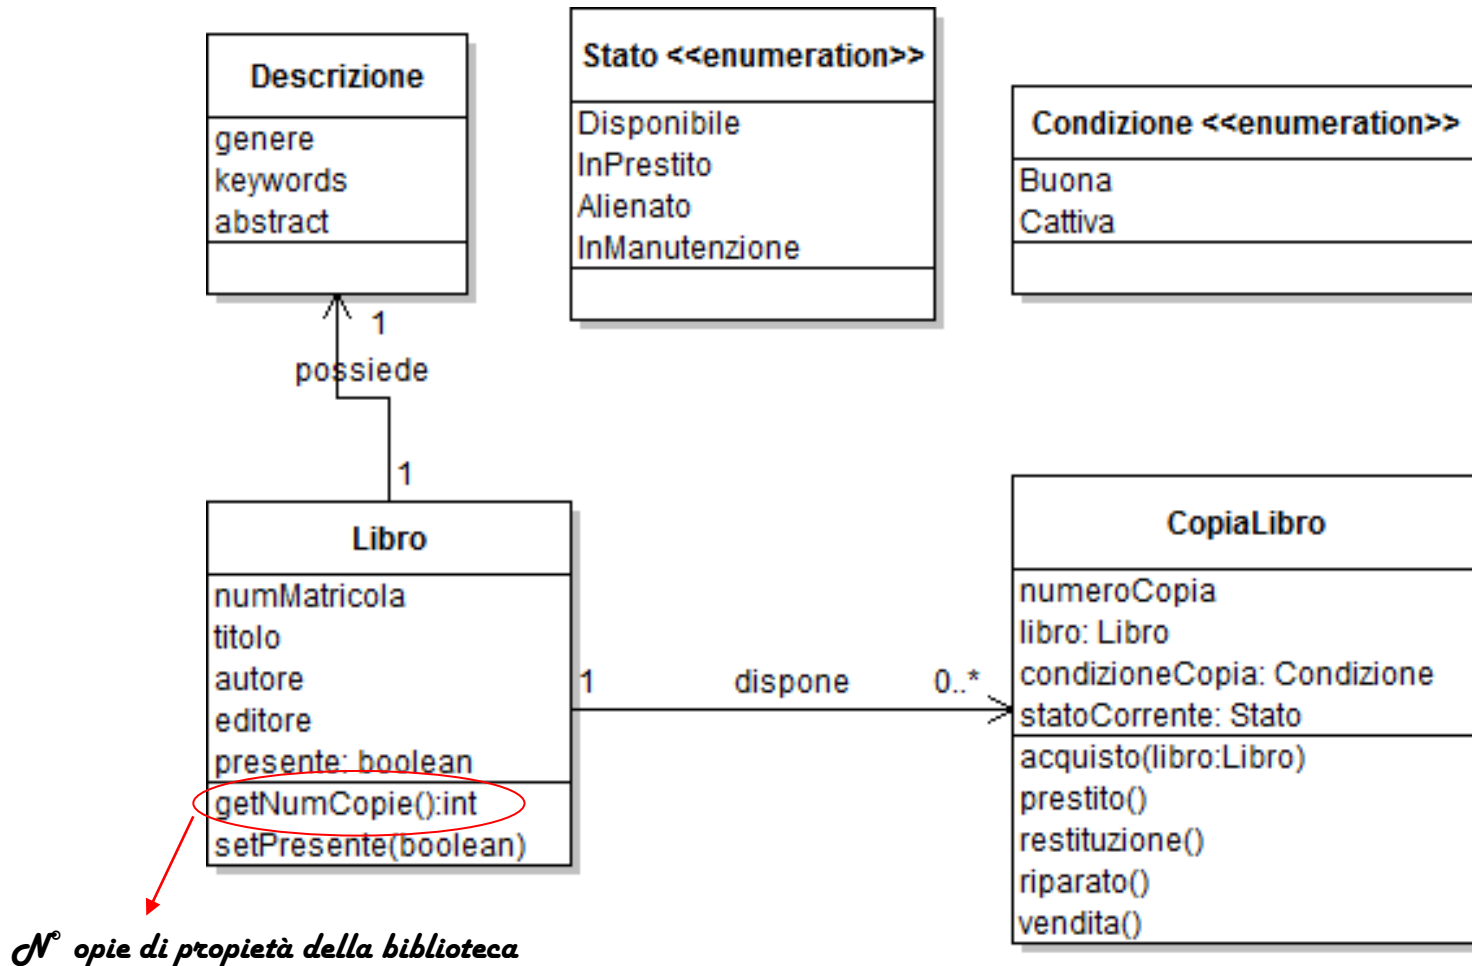 Descrizione
genere
keywords
abstract
Stato <<enumeration>>
Disponibile
InPrestito
Alienato
InManutenzione
Condizione <<enumeration>>
Buona
Cattiva
1
possiede
1
Libro
numMatricola
titolo
autore
editore
presente: boolean
getNumCopie():int
setPresente(boolean)
1 dispone 0..*
CopiaLibro
numeroCopia
libro: Libro
condizioneCopia: Condizione
statoCorrente: Stato
acquisto(libro:Libro)
prestito()
restituzione()
riparato()
vendita()
N° opie di propietà della biblioteca